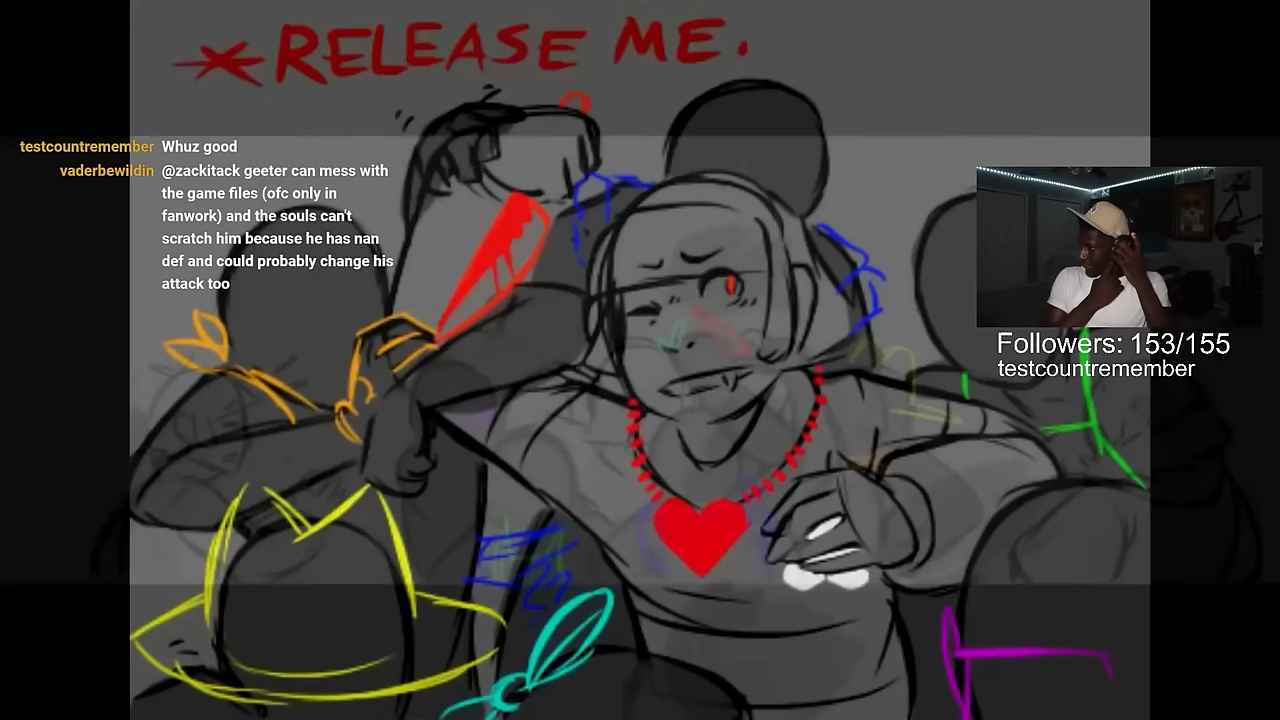 *RELEASE ME.
testcountremember Whuz good
vaderbewildin @zackitack geeter can mess with
the game files (ofc only in
fanwork) and the souls can't
scratch him because he has nan
def and could probably change his
attack too
Followers: 153/155
testcountremember